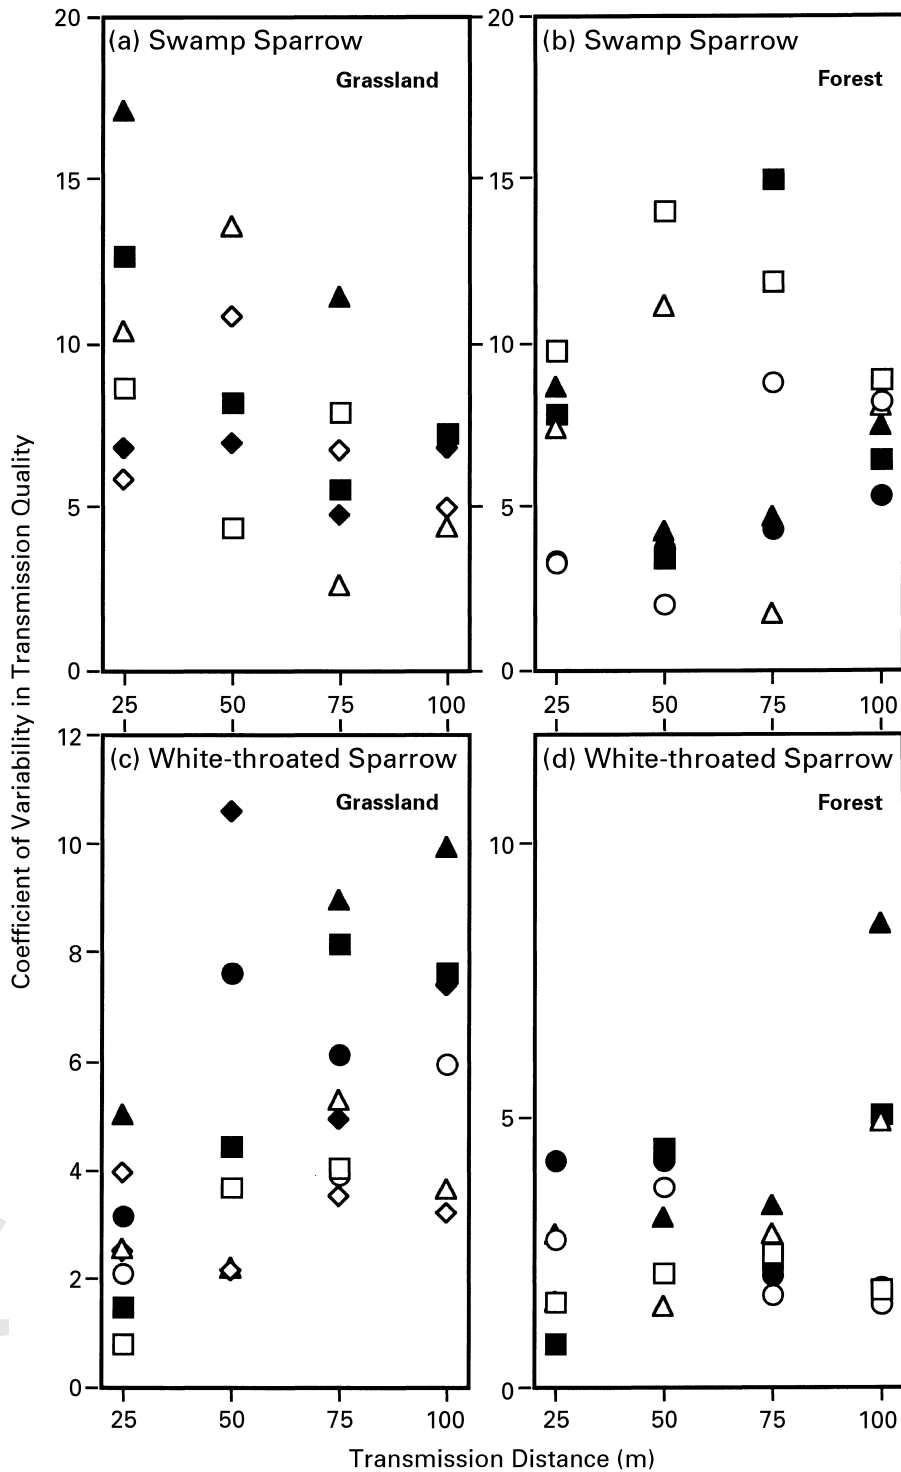 (a) Swamp Sparrow
Grassland
20
15
10
5
0
25 50 75 100
(b) Swamp Sparrow
Forest
20
15
10
5
0
25 50 75 100
Coefficient of Variability in Transmission Quality
(c) White-throated Sparrow
Grassland
12
10
8
6
4
2
0
25 50 75 100
(d) White-throated Sparrow
Forest
10
5
0
25 50 75 100
Transmission Distance (m)